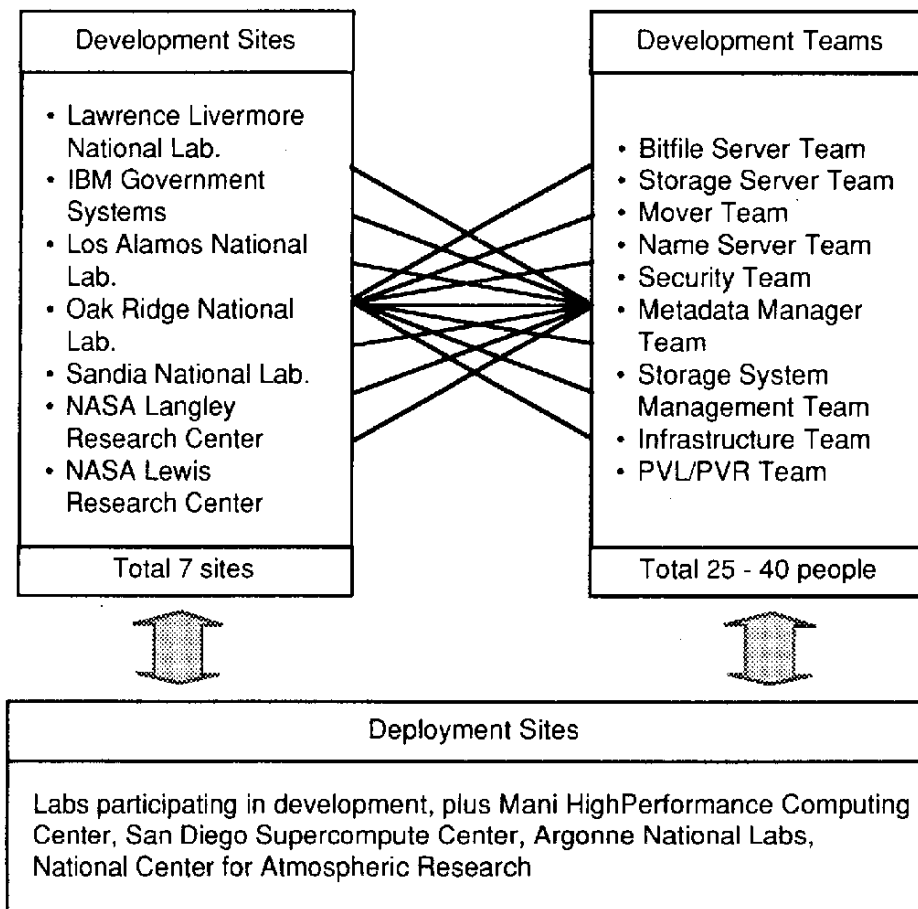 Development Sites
• Lawrence Livermore
National Lab.
• IBM Government
Systems
• Los Alamos National
Lab.
• Oak Ridge National
Lab.
• Sandia National Lab.
• NASA Langley
Research Center
• NASA Lewis
Research Center
Total 7 sites
Development Teams
• Bitfile Server Team
• Storage Server Team
• Mover Team
• Name Server Team
• Security Team
• Metadada Manager
Team
• Storage System
Management Team
• Infrastructure Team
• PVL/PVR Team
Total 25 - 40 people
Deployment Sites
Labs participating in development, plus Mani HighPerformance Computing
Center, San Diego Supercompute Center, Argonne National Labs,
National Center for Atmospheric Research